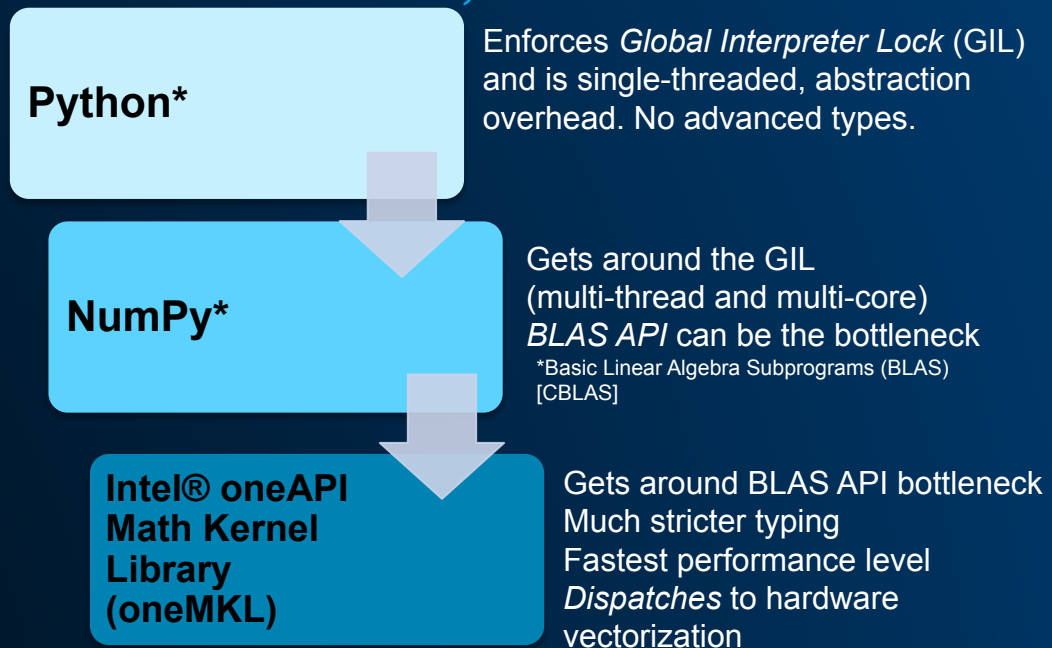 Python*
Enforces Global Interpreter Lock (GIL)
and is single-threaded, abstraction
overhead. No advanced types.
NumPy*
Gets around the GIL
(multi-thread and multi-core)
BLAS API can be the bottleneck
*Basic Linear Algebra Subprograms (BLAS)
[CBLAS]
Intel® oneAPI
Math Kernel
Library
(oneMKL)
Gets around BLAS API bottleneck
Much stricter typing
Fastest performance level
Dispatches to hardware
vectorization